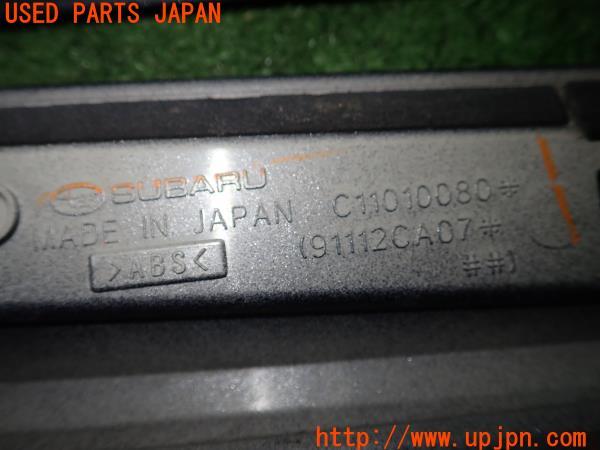 USED PARTS JAPAN
SUBARU C11010080*
MADE IN JAPAN (91112CA07*
>ABS< ##)
http://www.upjpn.com/